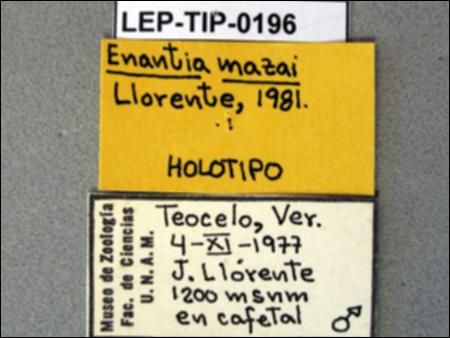 LEP-TIP-0196
Enantia mazai
Llorente, 1981.
HOLOTIPO
Museo de Zoología
Fac. de Ciencias
U. N. A. M.
Teocelo, Ver.
4-XI-1977
J. Llorente
1200 msnm
en cafetal ♂